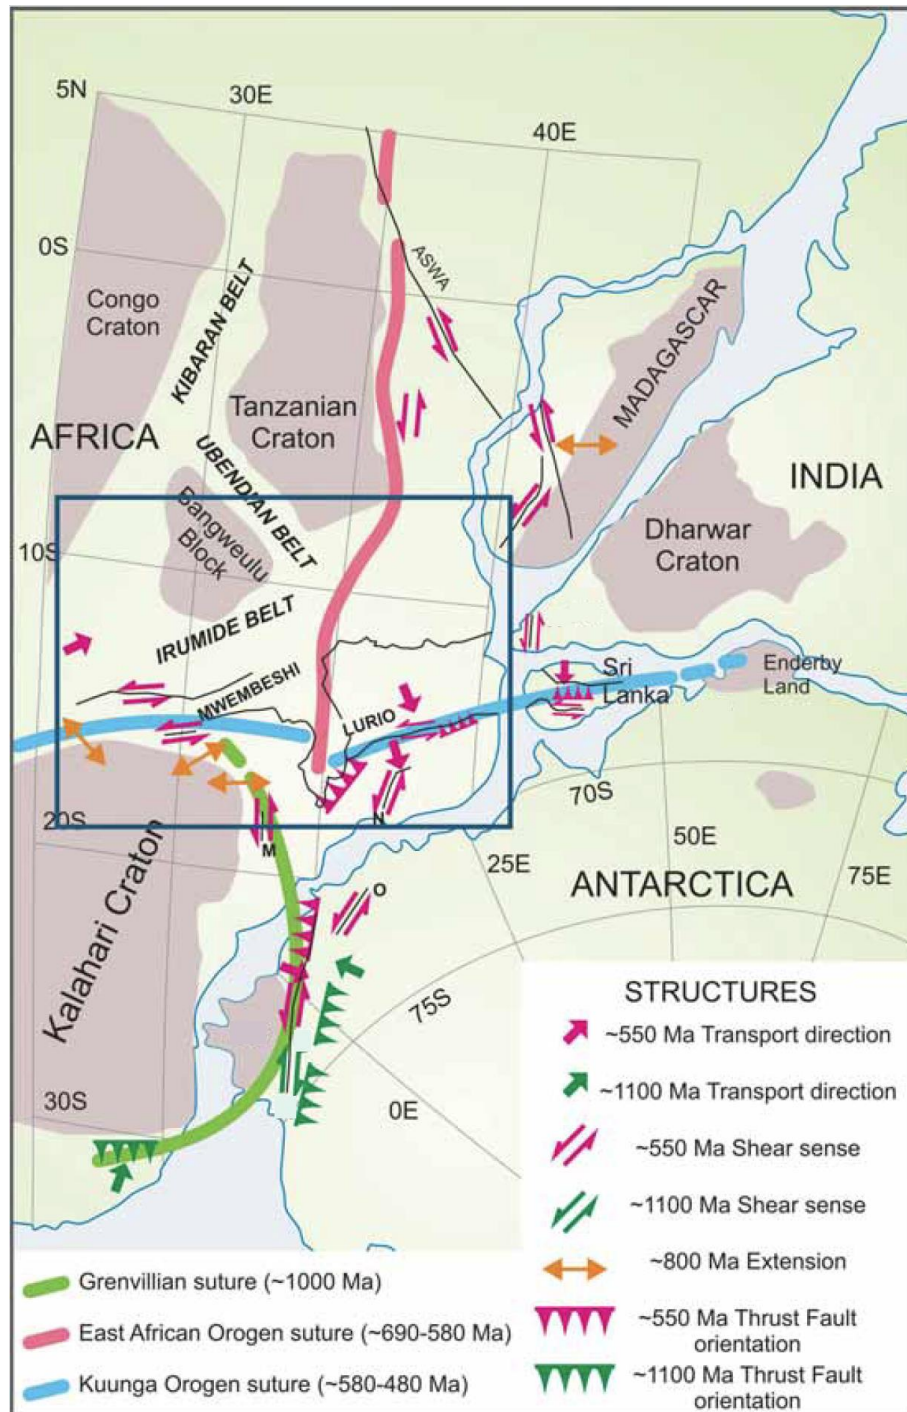 5N
30E
40E
0S
ASWA
Congo
Craton
KIBARAN BELT
MADAGASCAR
Tanzanian
Craton
AFRICA
UBENDIAN BELT
INDIA
Bangweulu
Block
Dharwar
Craton
10S
IRUMIDE BELT
MWEMBESHI
LURIO
Sri
Lanka
Enderby
Land
70S
20S
N
M
25E
50E
75E
ANTARCTICA
Kalahari Craton
O
75S
30S
0E
STRUCTURES
~550 Ma Transport direction
~1100 Ma Transport direction
~550 Ma Shear sense
~1100 Ma Shear sense
~800 Ma Extension
~550 Ma Thrust Fault
orientation
~1100 Ma Thrust Fault
orientation
Grenvillian suture (~1000 Ma)
East African Orogen suture (~690-580 Ma)
Kuunga Orogen suture (~580-480 Ma)